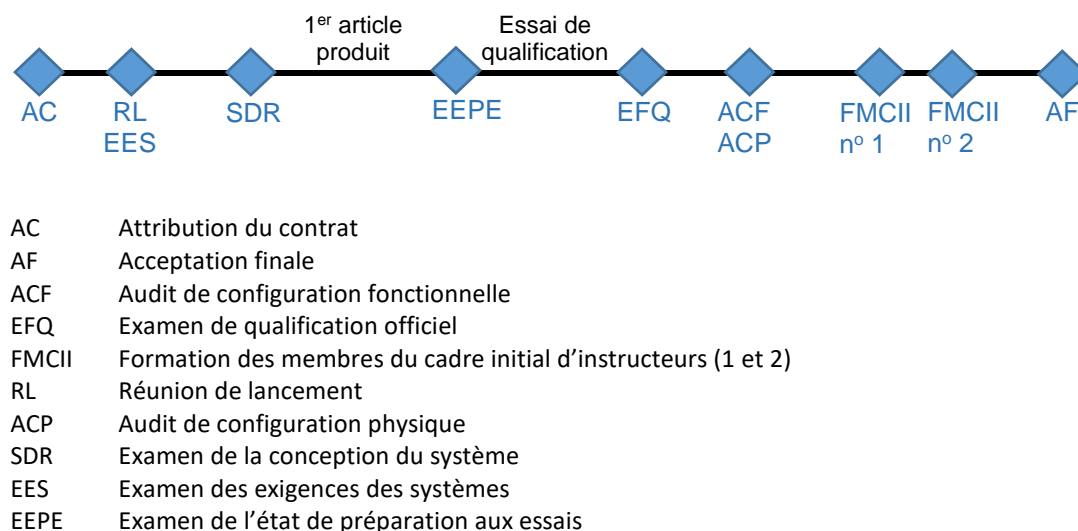 1er article
produit
Essai de
qualification
AC
RL
EES
SDR
EEPE
EFQ
ACF
ACP
FMCII
no 1
FMCII
no 2
AF
AC Attribution du contrat
AF Acceptation finale
ACF Audit de configuration fonctionnelle
EFQ Examen de qualification officiel
FMCII Formation des membres du cadre initial d’instructeurs (1 et 2)
RL Réunion de lancement
ACP Audit de configuration physique
SDR Examen de la conception du système
EES Examen des exigences des systèmes
EEPE Examen de l’état de préparation aux essais